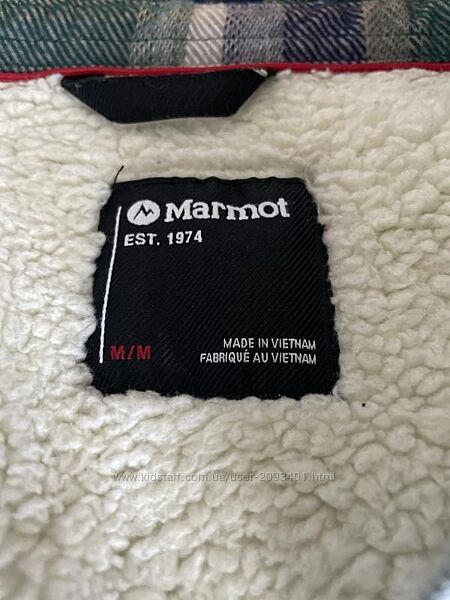 Marmot
EST. 1974
M/M
MADE IN VIETNAM
FABRIQUÉ AU VIETNAM
www.kidstaff.com.ua/user-2093401.html